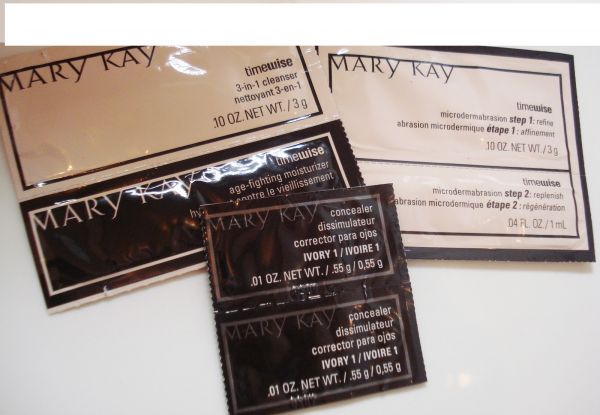 MARY KAY
timewise
3-in-1 cleanser
nettoyant 3-en-1
.10 OZ. NET WT. / 3 g
MARY KAY
timewise
age-fighting moisturizer
contre le vieillissement
MARY KAY
timewise
microdermabrasion step 1: refine
abrasion microdermique étape 1 : affinement
.10 OZ. NET WT. / 3 g
timewise
microdermabrasion step 2: replenish
abrasion microdermique étape 2 : régénération
.04 FL. OZ. / 1 mL
MARY KAY
concealer
dissimulateur
corrector para ojos
IVORY 1 / IVOIRE 1
.01 OZ. NET WT. / .55 g / 0,55 g
MARY KAY
concealer
dissimulateur
corrector para ojos
IVORY 1 / IVOIRE 1
.01 OZ. NET WT. / .55 g / 0,55 g